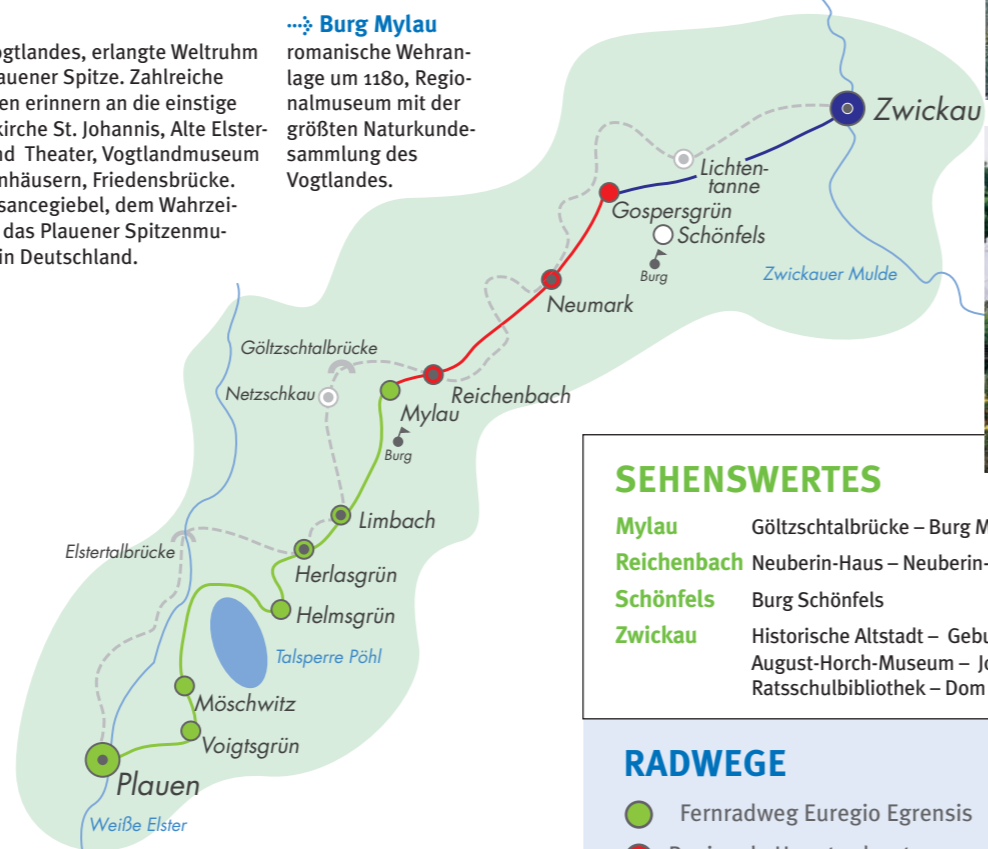 auener Spitze. Zahlreiche
en erinnern an die einstige
kirche St. Johannis, Alte Elster-
nd Theater, Vogtlandmuseum
nhäusern, Friedensbrücke.
sancegiebel, dem Wahrzei-
das Plauener Spitzenmu-
in Deutschland.
Burg Mylau
romanische Wehran-
lage um 1180, Regio-
nalmuseum mit der
größten Naturkunde-
sammlung des
Vogtlandes.
Zwickau
Lichten-
tanne
Gospersgrün
Schönfels
Burg
Zwickauer Mulde
Neumark
Göltzschtalbrücke
Netzschkau
Reichenbach
Mylau
Burg
Limbach
Elstertalbrücke
Herlasgrün
Helmsgrün
Talsperre Pöhl
Möschwitz
Voigtsgrün
Plauen
Weiße Elster
SEHENSWERTES
Mylau Göltzschtalbrücke – Burg M
Reichenbach Neuberin-Haus – Neuberin-
Schönfels Burg Schönfels
Zwickau Historische Altstadt – Gebu
August-Horch-Museum – Jo
Ratsschulbibliothek – Dom
RADWEGE
Fernradweg Euregio Egrensis